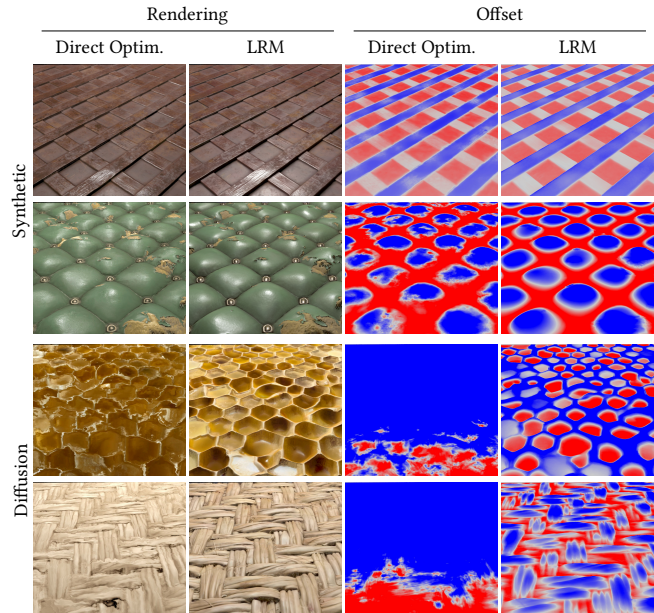 Rendering Offset
Direct Optim. LRM Direct Optim. LRM
Synthetic
Diffusion